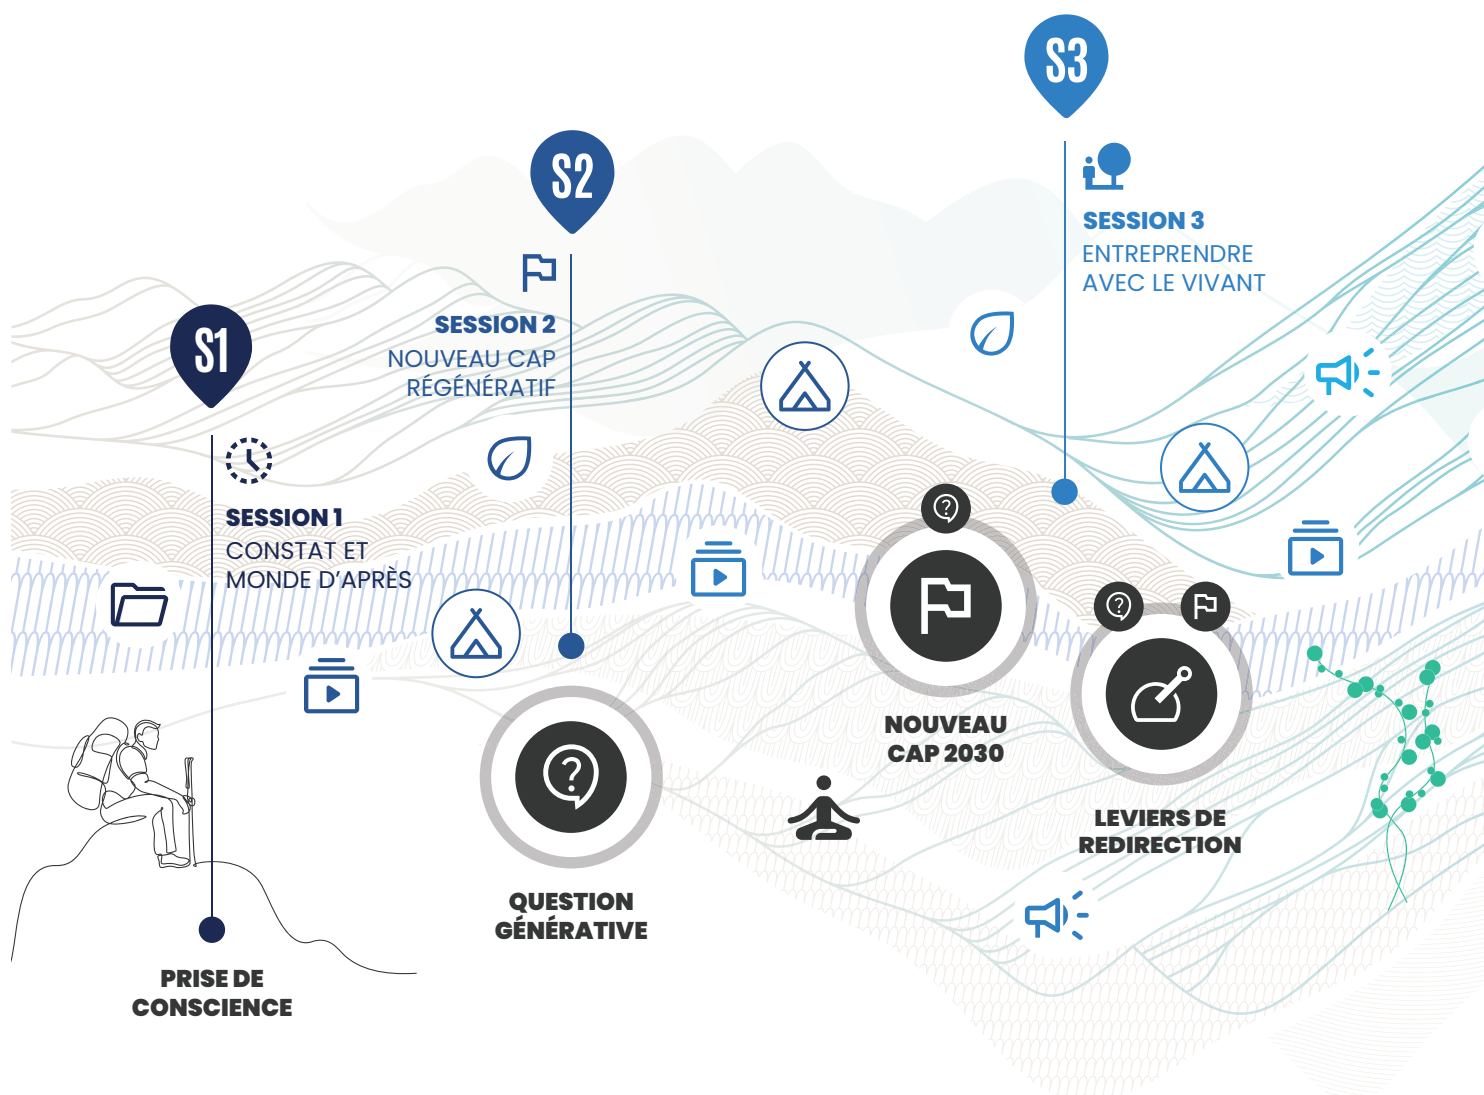 S1
SESSION 1
CONSTAT ET
MONDE D’APRÈS
PRISE DE
CONSCIENCE
S2
SESSION 2
NOUVEAU CAP
RÉGÉNÉRATIF
?
QUESTION
GÉNÉRATIVE
S3
SESSION 3
ENTREPRENDRE
AVEC LE VIVANT
?
NOUVEAU
CAP 2030
?
LEVIERS DE
REDIRECTION